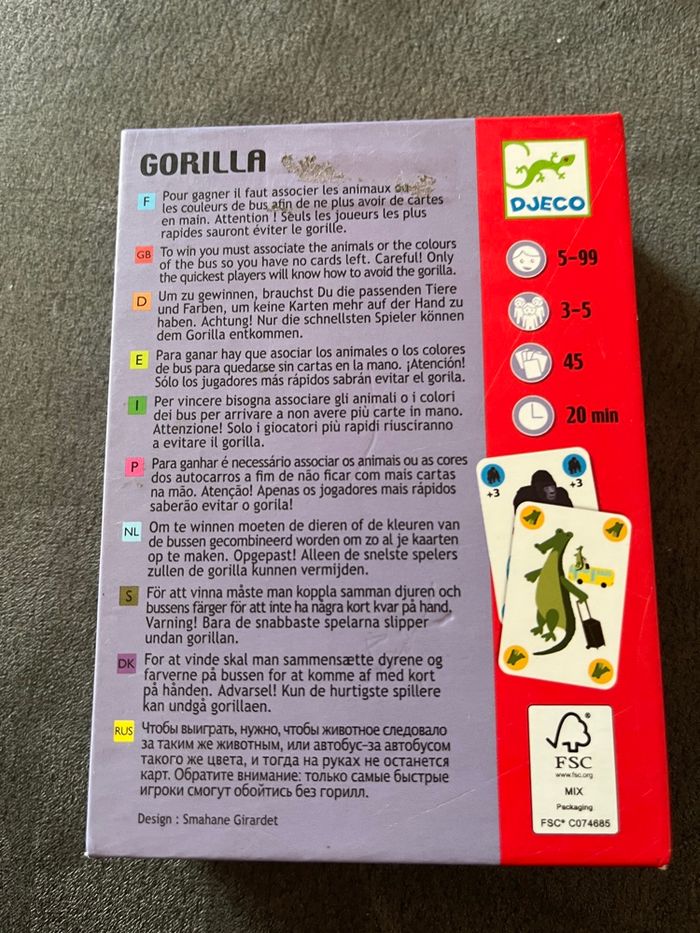 GORILLA
F Pour gagner il faut associer les animaux ou
les couleurs de bus afin de ne plus avoir de cartes
en main. Attention ! Seuls les joueurs les plus
rapides sauront éviter le gorille.
GB To win you must associate the animals or the colours
of the bus so you have no cards left. Careful! Only
the quickest players will know how to avoid the gorilla.
D Um zu gewinnen, brauchst Du die passenden Tiere
und Farben, um keine Karten mehr auf der Hand zu
haben. Achtung! Nur die schnellsten Spieler können
dem Gorilla entkommen.
E Para ganar hay que asociar los animales o los colores
de bus para quedarse sin cartas en la mano. ¡Atención!
Sólo los jugadores más rápidos sabrán evitar el gorila.
I Per vincere bisogna associare gli animali o i colori
dei bus per arrivare a non avere più carte in mano.
Attenzione! Solo i giocatori più rapidi riusciranno
a evitare il gorilla.
P Para ganhar é necessário associar os animais ou as cores
dos autocarros a fim de não ficar com mais cartas
na mão. Atenção! Apenas os jogadores mais rápidos
saberão evitar o gorila!
NL Om te winnen moeten de dieren of de kleuren van
de bussen gecombineerd worden om zo al je kaarten
op te maken. Opgepast! Alleen de snelste spelers
zullen de gorilla kunnen vermijden.
S För att vinna måste man koppla samman djuren och
bussens färger för att inte ha några kort kvar på hand.
Varning! Bara de snabbaste spelarna slipper
undan gorillan.
DK For at vinde skal man sammensætte dyrene og
farverne på bussen for at komme af med kort
på hånden. Advarsel! Kun de hurtigste spillere
kan undgå gorillaen.
RUS Чтобы выиграть, нужно, чтобы животное следовало
за таким же животным, или автобус-за автобусом
такого же цвета, и тогда на руках не останется
карт. Обратите внимание: только самые быстрые
игроки смогут обойтись без горилл.
Design : Smahane Girardet
DJECO
5-99
3-5
45
20 min
+3
+3
FSC
www.fsc.org
MIX
Packaging
FSC® C074685